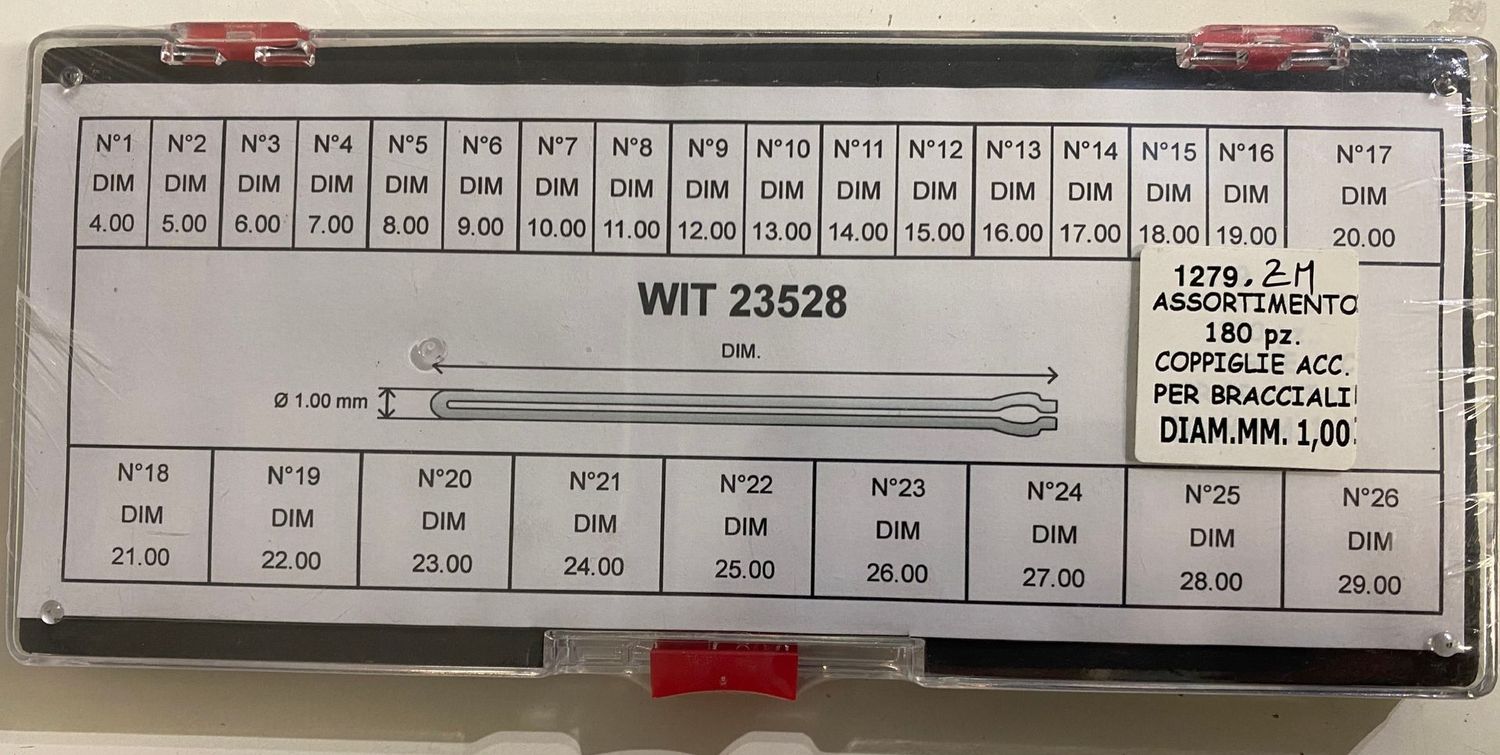 N°1 N°2 N°3 N°4 N°5 N°6 N°7 N°8 N°9 N°10 N°11 N°12 N°13 N°14 N°15 N°16 N°17
DIM DIM DIM DIM DIM DIM DIM DIM DIM DIM DIM DIM DIM DIM DIM DIM DIM
4.00 5.00 6.00 7.00 8.00 9.00 10.00 11.00 12.00 13.00 14.00 15.00 16.00 17.00 18.00 19.00 20.00
WIT 23528
DIM.
Ø 1.00 mm
1279. ZM
ASSORTIMENTO
180 pz.
COPPIGLIE ACC.
PER BRACCIALI
DIAM.MM. 1,00
N°18 N°19 N°20 N°21 N°22 N°23 N°24 N°25 N°26
DIM DIM DIM DIM DIM DIM DIM DIM DIM
21.00 22.00 23.00 24.00 25.00 26.00 27.00 28.00 29.00